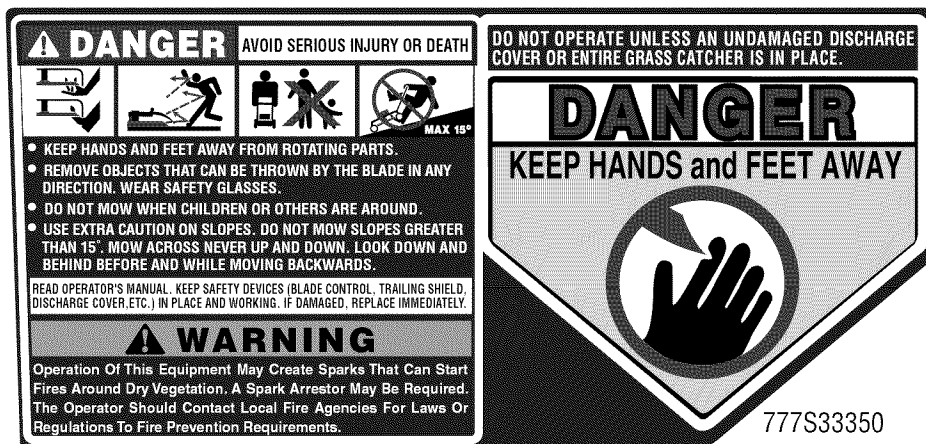 DANGER AVOID SERIOUS INJURY OR DEATH
MAX 15°
• KEEP HANDS AND FEET AWAY FROM ROTATING PARTS.
• REMOVE OBJECTS THAT CAN BE THROWN BY THE BLADE IN ANY
DIRECTION. WEAR SAFETY GLASSES.
• DO NOT MOW WHEN CHILDREN OR OTHERS ARE AROUND.
• USE EXTRA CAUTION ON SLOPES. DO NOT MOW SLOPES GREATER
THAN 15°. MOW ACROSS NEVER UP AND DOWN. LOOK DOWN AND
BEHIND BEFORE AND WHILE MOVING BACKWARDS.
READ OPERATOR'S MANUAL. KEEP SAFETY DEVICES (BLADE CONTROL, TRAILING SHIELD,
DISCHARGE COVER,ETC.) IN PLACE AND WORKING. IF DAMAGED, REPLACE IMMEDIATELY.
WARNING
Operation Of This Equipment May Create Sparks That Can Start
Fires Around Dry Vegetation. A Spark Arrestor May Be Required.
The Operator Should Contact Local Fire Agencies For Laws Or
Regulations To Fire Prevention Requirements.
DO NOT OPERATE UNLESS AN UNDAMAGED DISCHARGE
COVER OR ENTIRE GRASS CATCHER IS IN PLACE.
DANGER
KEEP HANDS and FEET AWAY
777S33350